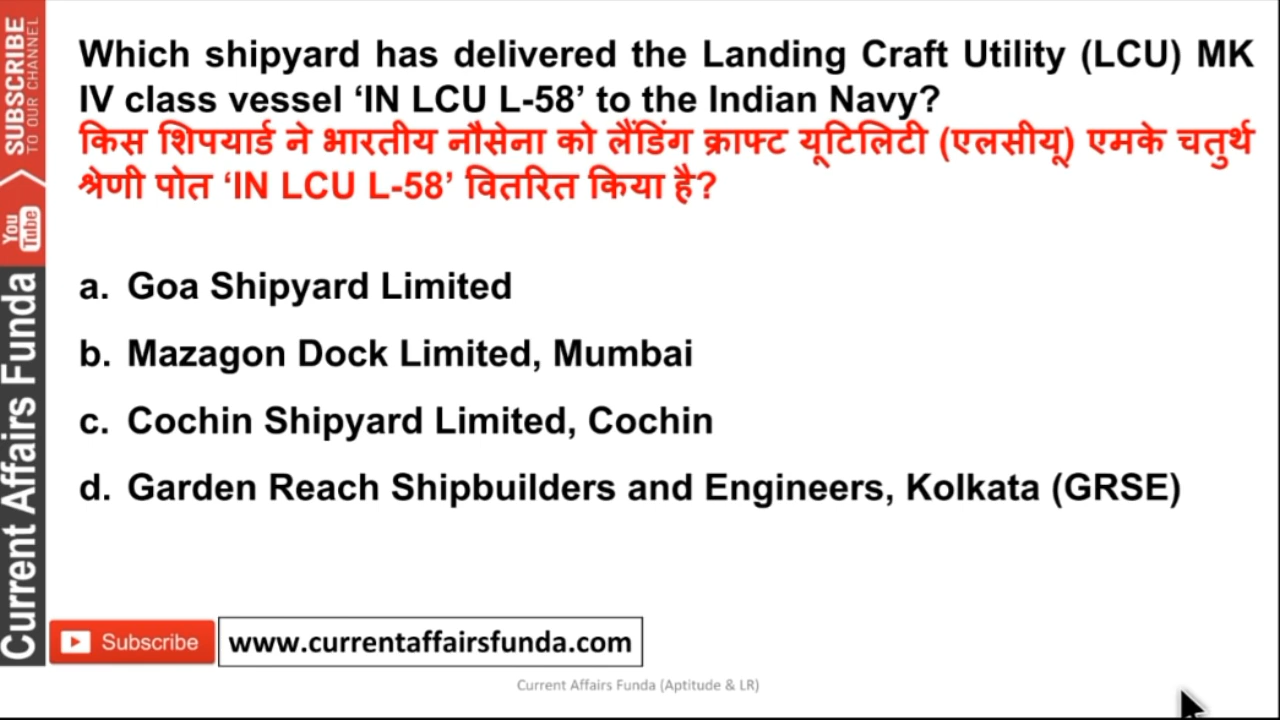 Which shipyard has delivered the Landing Craft Utility (LCU) MK
IV class vessel ‘IN LCU L-58’ to the Indian Navy?
किस शिपयार्ड ने भारतीय नौसेना को लैंडिंग क्राफ्ट यूटिलिटी (एलसीयू) एमके चतुर्थ
श्रेणी पोत ‘IN LCU L-58’ वितरित किया है?
a. Goa Shipyard Limited
b. Mazagon Dock Limited, Mumbai
c. Cochin Shipyard Limited, Cochin
d. Garden Reach Shipbuilders and Engineers, Kolkata (GRSE)
SUBSCRIBE
TO OUR CHANNEL
You
Tube
Current Affairs Funda
Subscribe
www.currentaffairsfunda.com
Current Affairs Funda (Aptitude & LR)